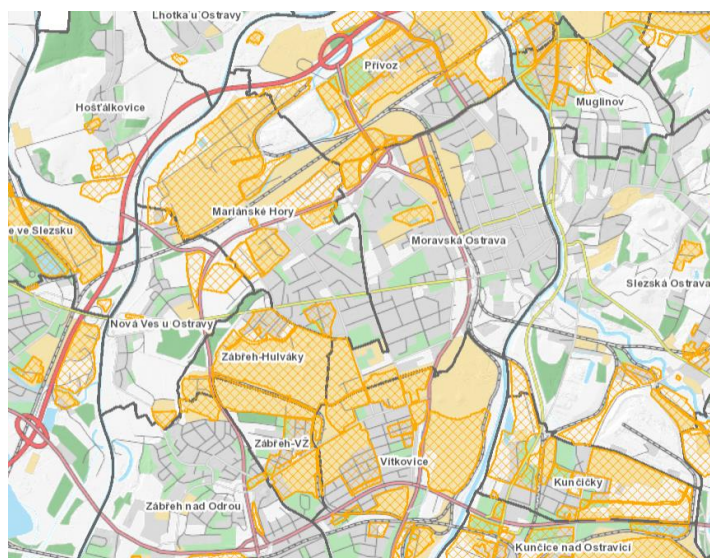 Lhotka u Ostravy
Přívoz
Hošťálkovice
Muglinov
Mariánské Hory
e ve Slezsku
Moravská Ostrava
Slezská Ostrava
Nová Ves u Ostravy
Zábřeh-Hulváky
Zábřeh-VŽ
Vítkovice
Kunčičky
Zábřeh nad Odrou
Kunčice nad Ostravicí